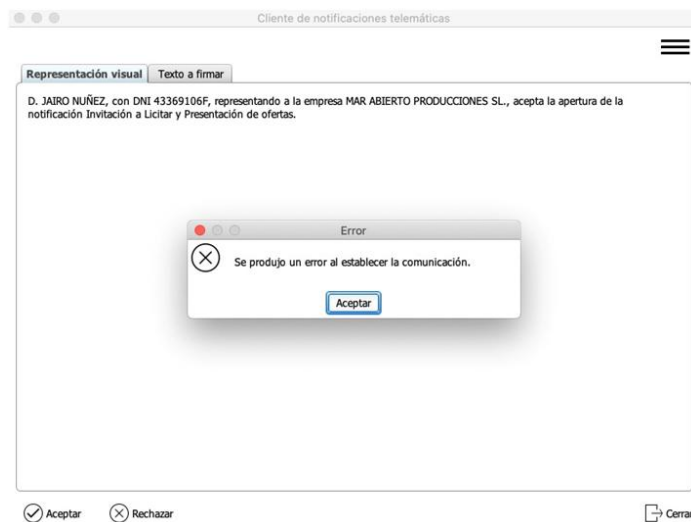 Cliente de notificaciones telemáticas
Representación visual
Texto a firmar
D. JAIRO NUÑEZ, con DNI 43369106F, representando a la empresa MAR ABIERTO PRODUCCIONES SL., acepta la apertura de la
notificación Invitación a Licitar y Presentación de ofertas.
Error
Se produjo un error al establecer la comunicación.
Aceptar
Aceptar
Rechazar
Cerrar